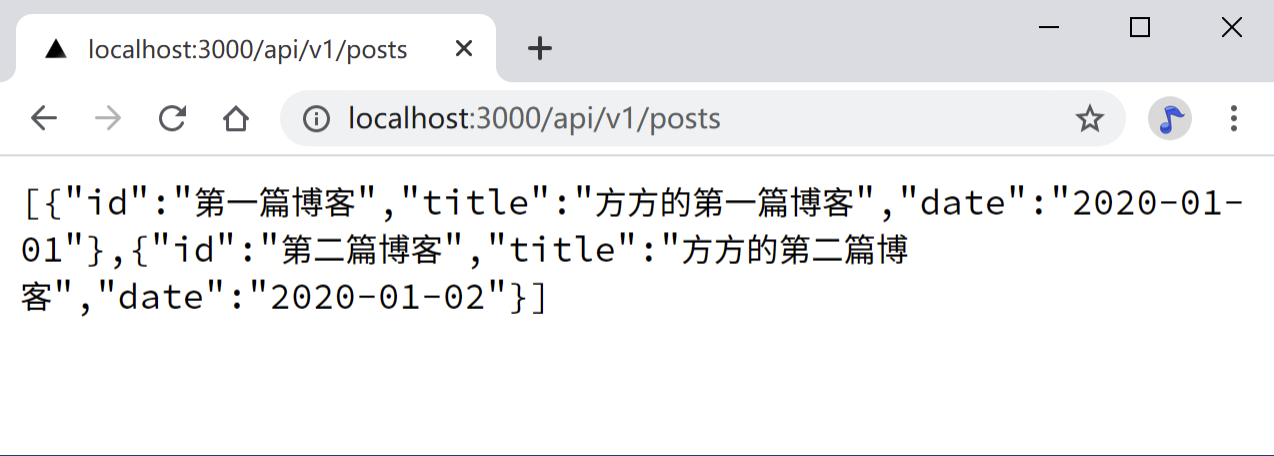 localhost:3000/api/v1/posts
localhost:3000/api/v1/posts
[{"id":"第一篇博客","title":"方方的第一篇博客","date":"2020-01-
01"},{"id":"第二篇博客","title":"方方的第二篇博
客","date":"2020-01-02"}]